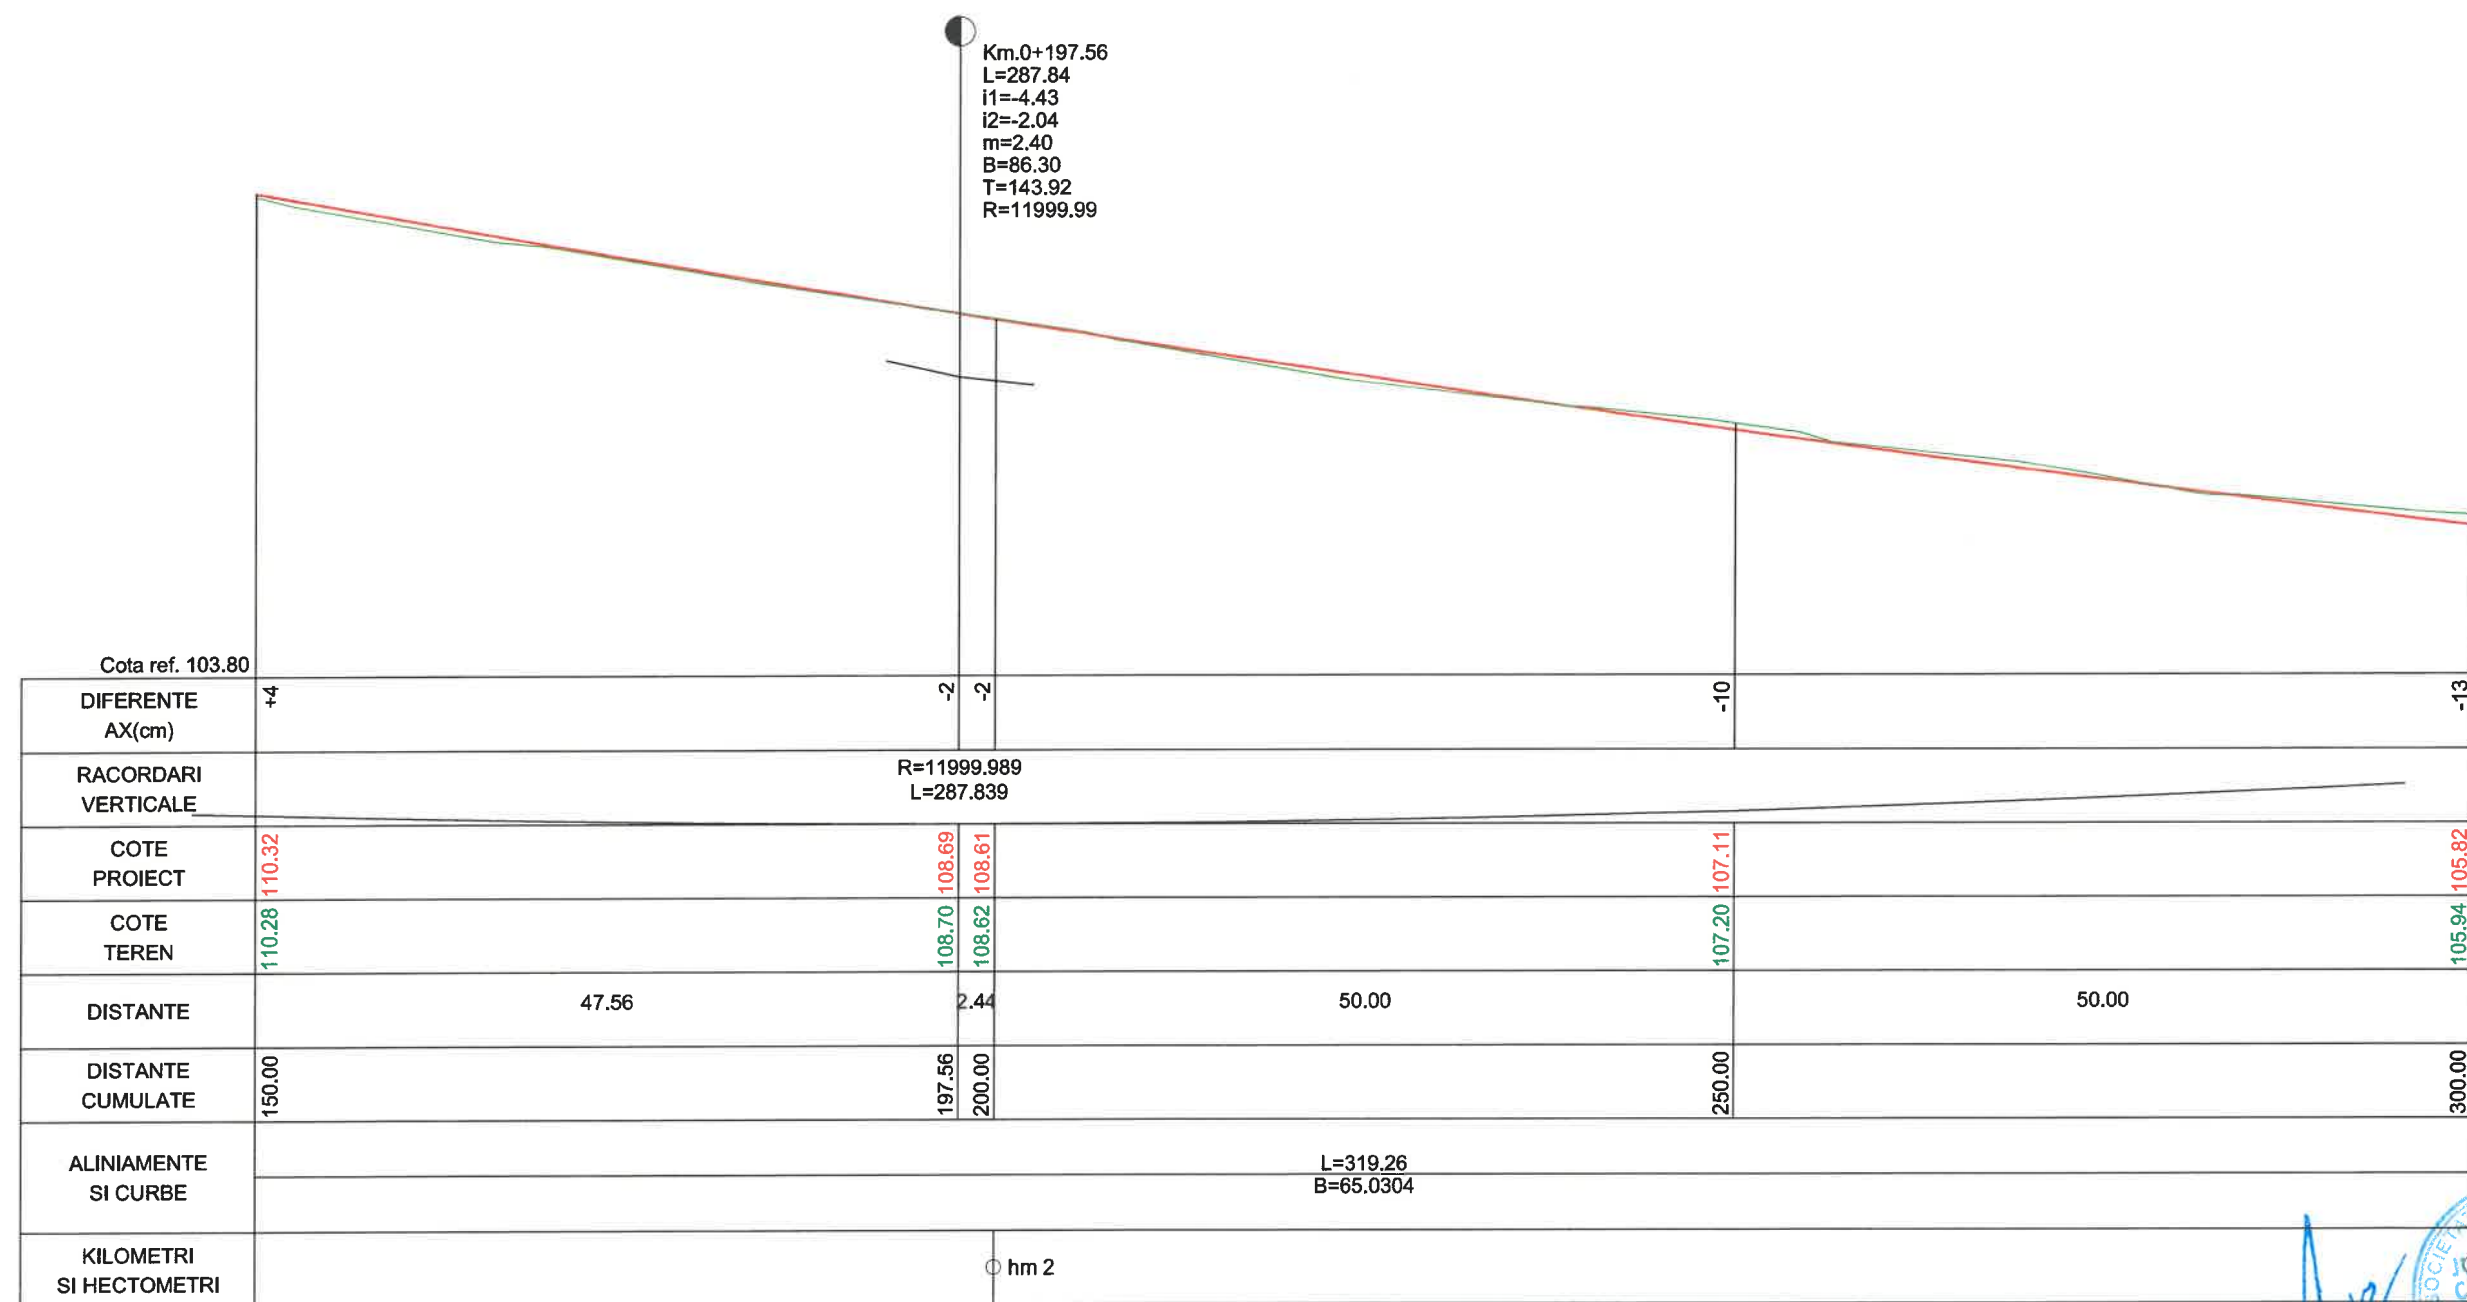 Km.0+197.56
L=287.84
i1=-4.43
i2=-2.04
m=2.40
B=86.30
T=143.92
R=11999.99
Cota ref. 103.80
DIFERENTE
AX(cm)
+4 -2 -2 -10 -13
RACORDARI
VERTICALE
R=11999.989
L=287.839
COTE
PROIECT
110.32 108.69 108.61 107.11 105.82
COTE
TEREN
110.28 108.70 108.62 107.20 105.94
DISTANTE
47.56 2.44 50.00 50.00
DISTANTE
CUMULATE
150.00 197.56 200.00 250.00 300.00
ALINIAMENTE
SI CURBE
L=319.26
B=65.0304
KILOMETRI
SI HECTOMETRI
hm 2